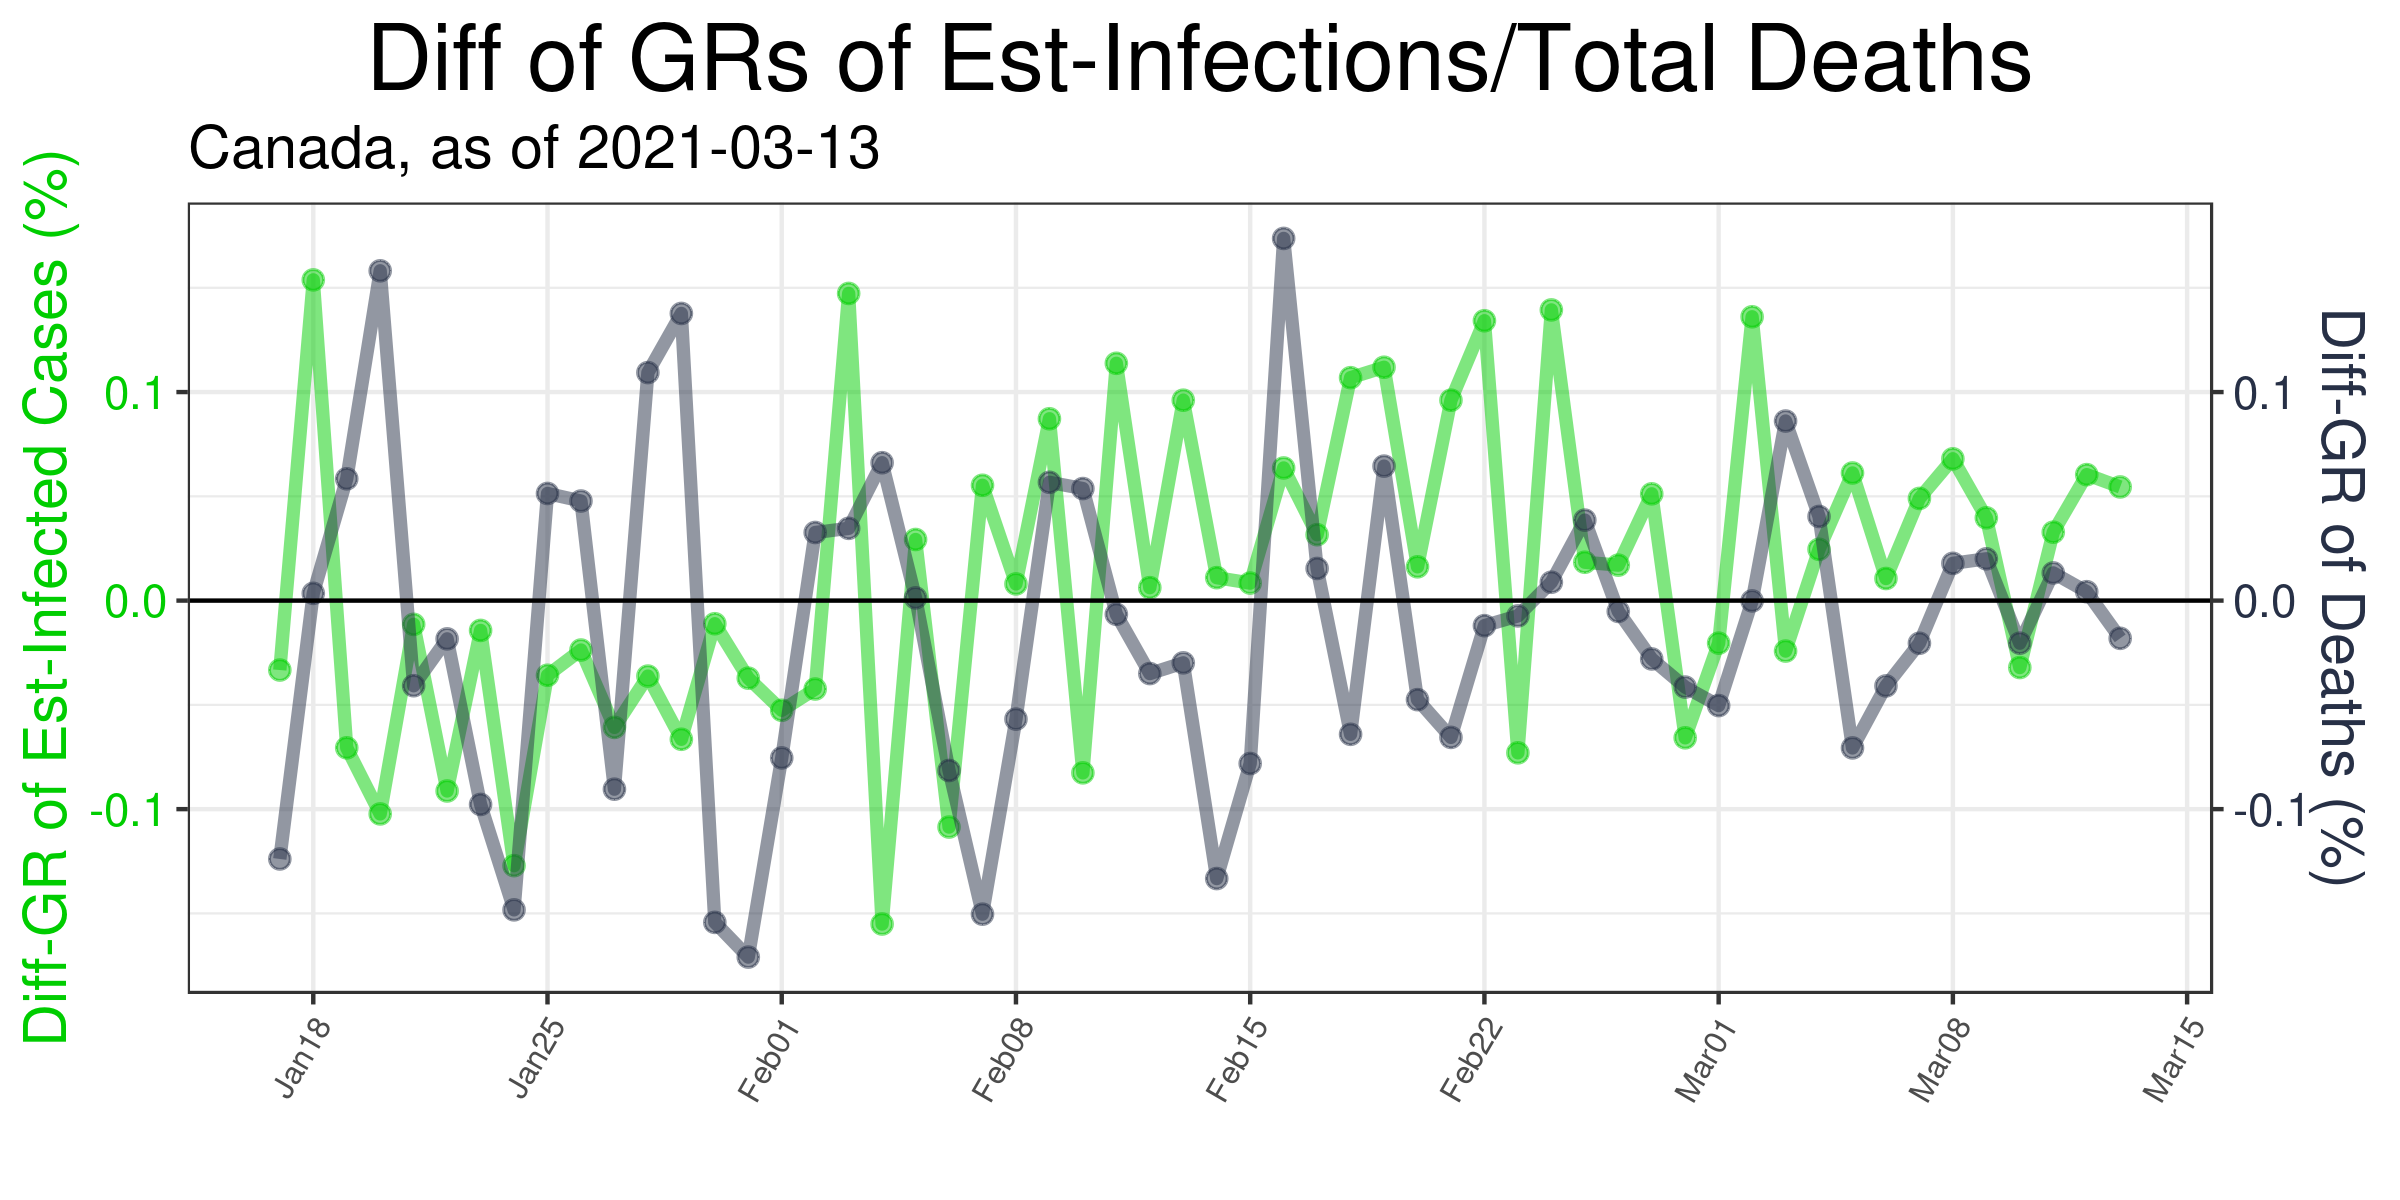 Diff of GRs of Est-Infections/Total Deaths
Canada, as of 2021-03-13
Diff-GR of Est-Infected Cases (%)
0.1
0.0
-0.1
0.1
0.0
-0.1
Diff-GR of Deaths (%)
Jan18
Jan25
Feb01
Feb08
Feb15
Feb22
Mar01
Mar08
Mar15